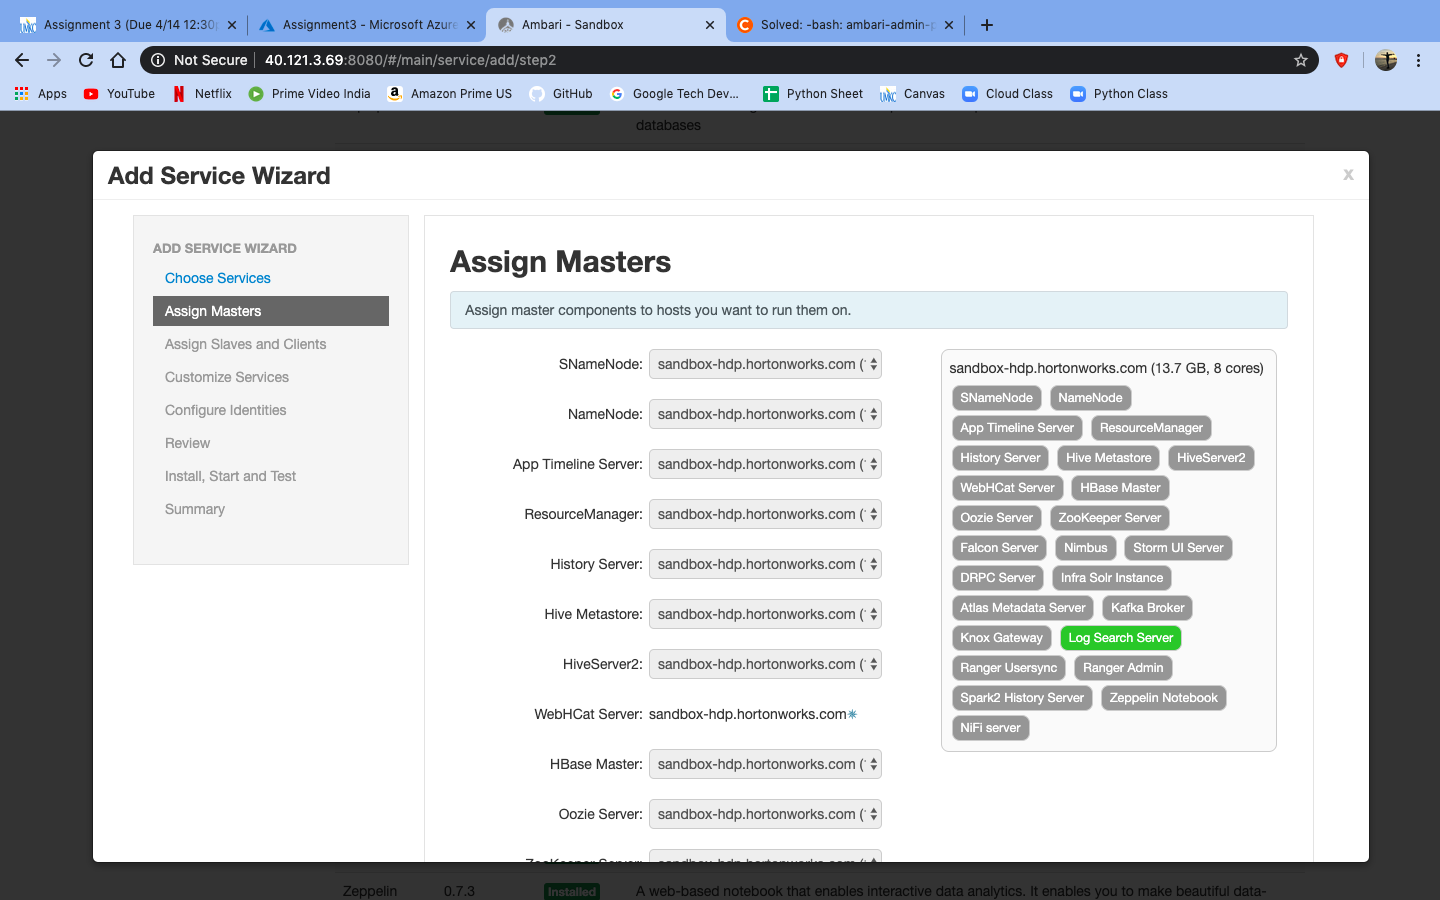 Assignment 3 (Due 4/14 12:30p
Assignment3 - Microsoft Azure
Ambari - Sandbox
Solved: -bash: ambari-admin-p
Not Secure 40.121.3.69:8080/#/main/service/add/step2
Apps YouTube Netflix Prime Video India Amazon Prime US GitHub Google Tech Dev... Python Sheet Canvas Cloud Class Python Class
databases
Add Service Wizard
x
ADD SERVICE WIZARD
Choose Services
Assign Masters
Assign Slaves and Clients
Customize Services
Configure Identities
Review
Install, Start and Test
Summary
Assign Masters
Assign master components to hosts you want to run them on.
SNameNode: sandbox-hdp.hortonworks.com (
NameNode: sandbox-hdp.hortonworks.com (
App Timeline Server: sandbox-hdp.hortonworks.com (
ResourceManager: sandbox-hdp.hortonworks.com (
History Server: sandbox-hdp.hortonworks.com (
Hive Metastore: sandbox-hdp.hortonworks.com (
HiveServer2: sandbox-hdp.hortonworks.com (
WebHCat Server: sandbox-hdp.hortonworks.com*
HBase Master: sandbox-hdp.hortonworks.com (
Oozie Server: sandbox-hdp.hortonworks.com (
ZooKeeper Server: sandbox-hdp.hortonworks.com (
sandbox-hdp.hortonworks.com (13.7 GB, 8 cores)
SNameNode NameNode
App Timeline Server ResourceManager
History Server Hive Metastore HiveServer2
WebHCat Server HBase Master
Oozie Server ZooKeeper Server
Falcon Server Nimbus Storm UI Server
DRPC Server Infra Solr Instance
Atlas Metadata Server Kafka Broker
Knox Gateway Log Search Server
Ranger Usersync Ranger Admin
Spark2 History Server Zeppelin Notebook
NiFi server
Zeppelin 0.7.3 Installed A web-based notebook that enables interactive data analytics. It enables you to make beautiful data-